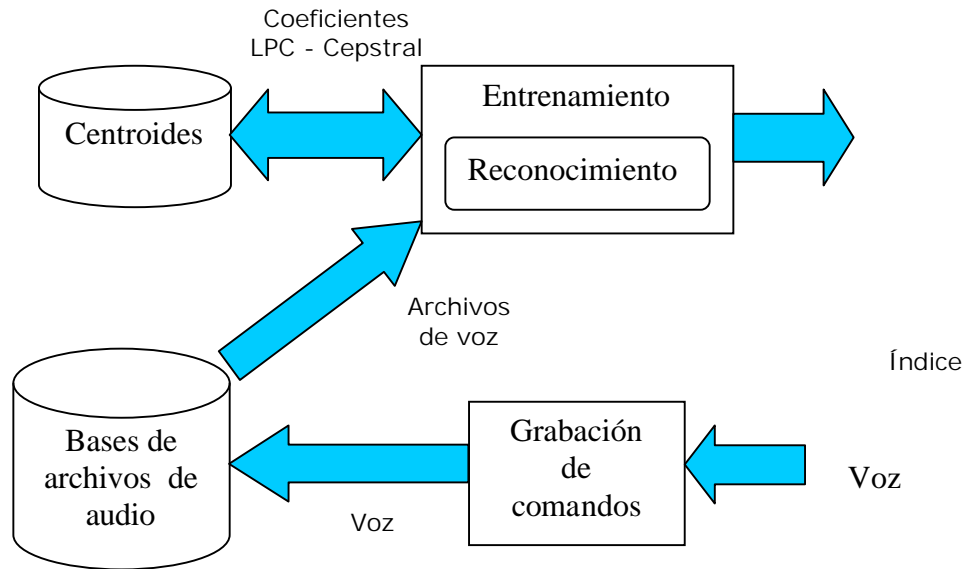 Coeficientes
LPC - Cepstral
Centroides
Entrenamiento
Reconocimiento
Archivos
de voz
Índice
Bases de
archivos de
audio
Voz
Grabación
de
comandos
Voz